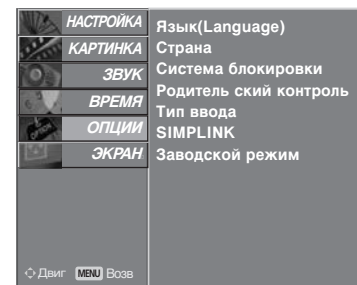 НАСТРОЙКА
КАРТИНКА
ЗВУК
ВРЕМЯ
ОПЦИИ
ЭКРАН
Язык(Language)
Страна
Система блокировки
Родитель ский контроль
Тип ввода
SIMPLINK
Заводской режим
Двиг MENU Возв